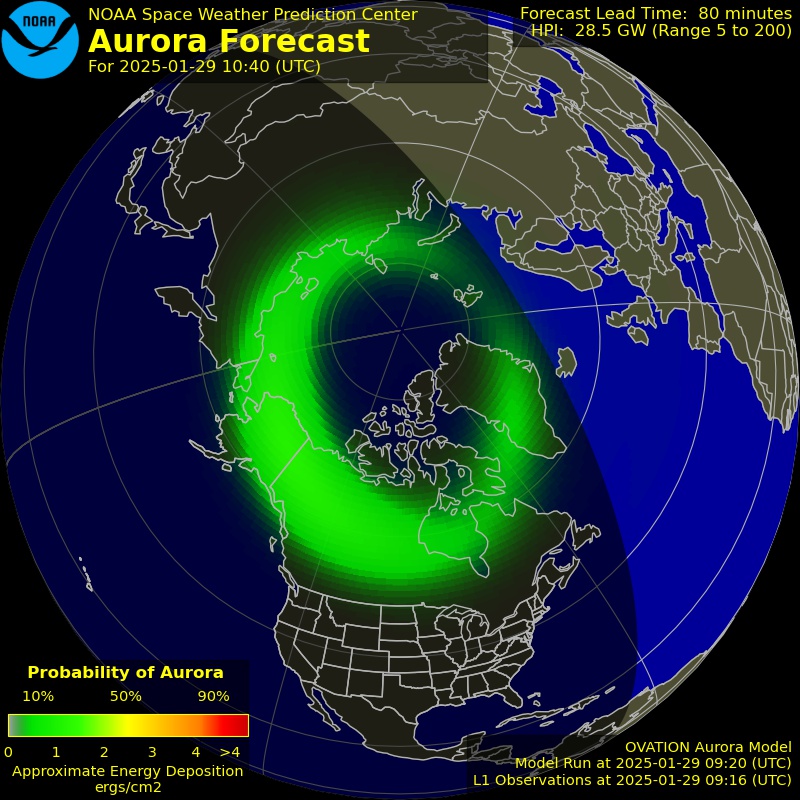 NOAA
NOAA Space Weather Prediction Center
Aurora Forecast
For 2025-01-29 10:40 (UTC)
Forecast Lead Time: 80 minutes
HPI: 28.5 GW (Range 5 to 200)
Probability of Aurora
10% 50% 90%
0 1 2 3 4 >4
Approximate Energy Deposition
ergs/cm2
OVATION Aurora Model
Model Run at 2025-01-29 09:20 (UTC)
L1 Observations at 2025-01-29 09:16 (UTC)